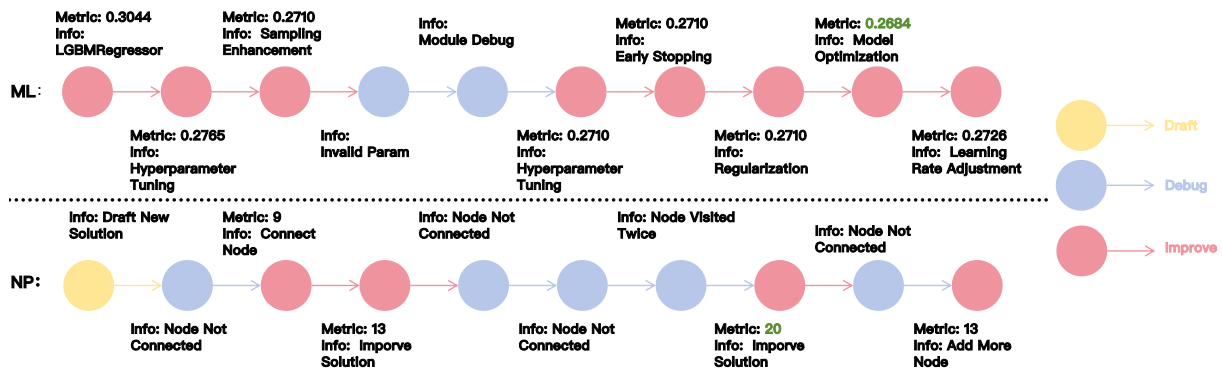 Metric: 0.3044
Info:
LGBMRegressor
Metric: 0.2710
Info: Sampling
Enhancement
Info:
Module Debug
Metric: 0.2710
Info:
Early Stopping
Metric: 0.2684
Info: Model
Optimization
ML:
Metric: 0.2765
Info:
Hyperparameter
Tuning
Info:
Invalid Param
Metric: 0.2710
Info:
Hyperparameter
Tuning
Metric: 0.2710
Info:
Regularization
Metric: 0.2726
Info: Learning
Rate Adjustment
Draft
Debug
Improve
Info: Draft New
Solution
Metric: 9
Info: Connect
Node
Info: Node Not
Connected
Info: Node Visited
Twice
Info: Node Not
Connected
NP:
Info: Node Not
Connected
Metric: 13
Info: Imporve
Solution
Info: Node Not
Connected
Metric: 20
Info: Imporve
Solution
Metric: 13
Info: Add More
Node